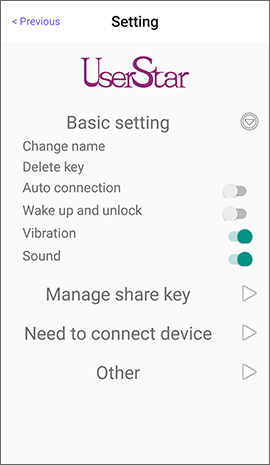 < Previous
Setting
UserStar
Basic setting
Change name
Delete key
Auto connection
Wake up and unlock
Vibration
Sound
Manage share key
Need to connect device
Other